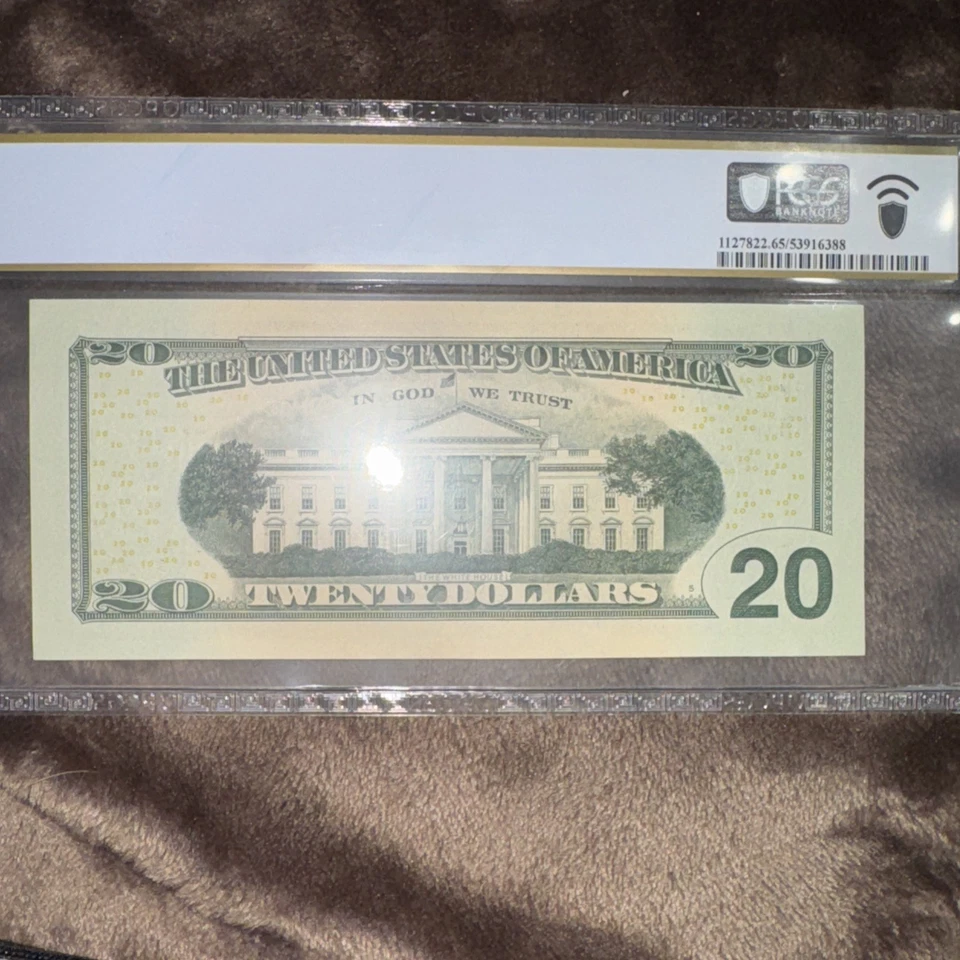 PCGS
BANKNOTE
1127822.65/53916388
20 THE UNITED STATES OF AMERICA 20
IN GOD WE TRUST
THE WHITE HOUSE
20 TWENTY DOLLARS 20